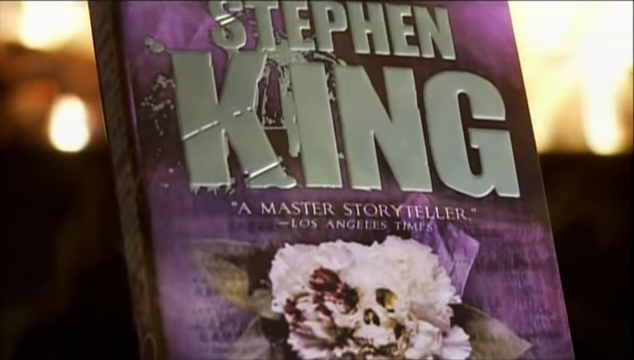 STEPHEN
KING
"A MASTER STORYTELLER."
—LOS ANGELES TIMES